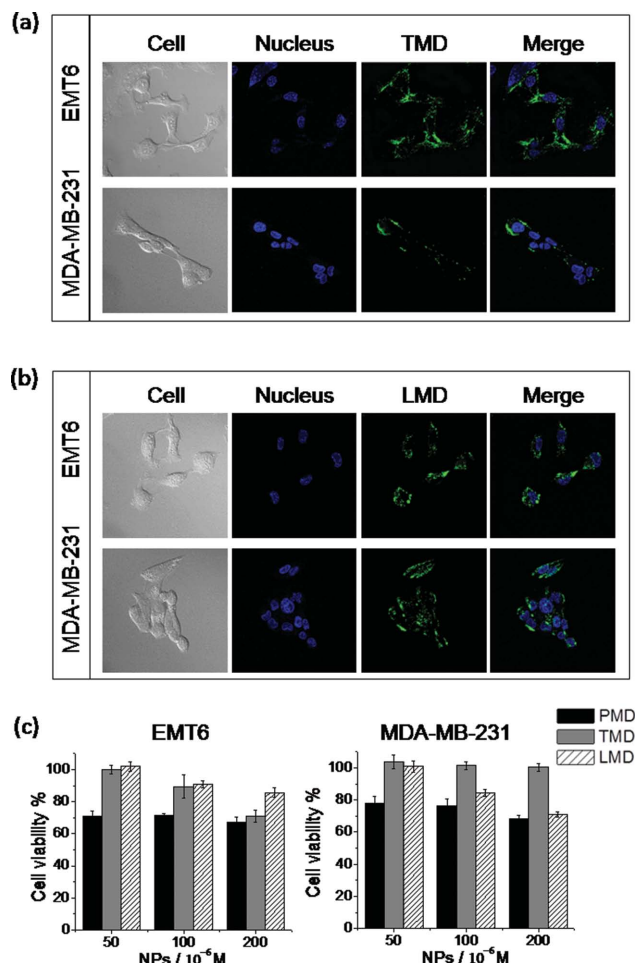 (a)
Cell Nucleus TMD Merge
EMT6
MDA-MB-231
(b)
Cell Nucleus LMD Merge
EMT6
MDA-MB-231
(c)
EMT6
Cell viability %
100
80
60
40
20
0
50 100 200
NPs / 10⁻⁶M
MDA-MB-231
Cell viability %
100
80
60
40
20
0
50 100 200
NPs / 10⁻⁶M
PMD
TMD
LMD